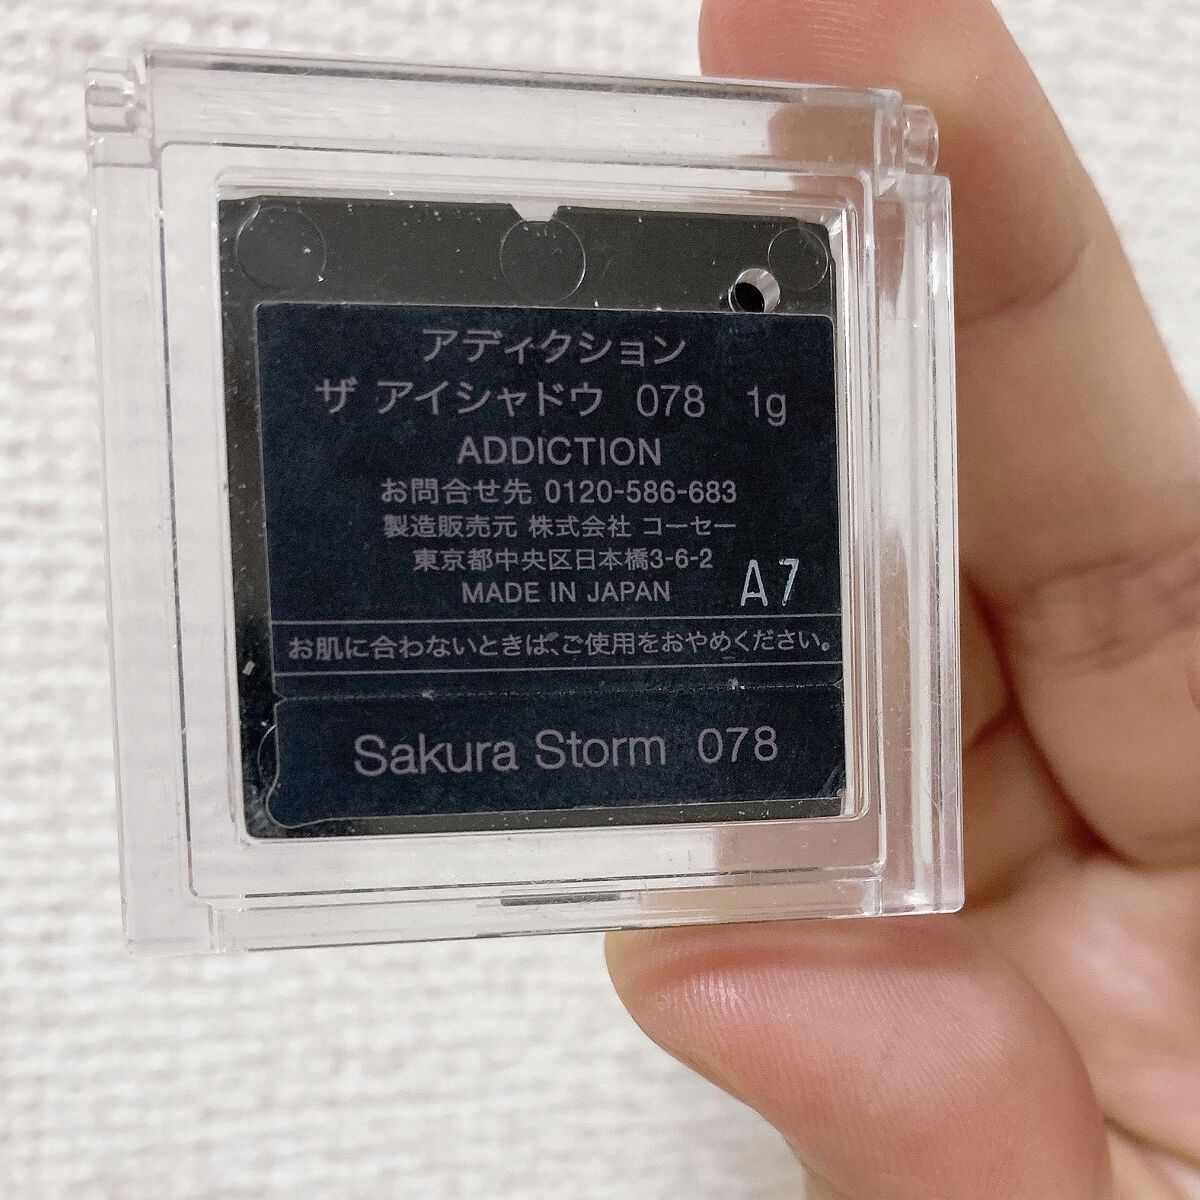 アディクション
ザ アイシャドウ 078 1g
ADDICTION
お問合せ先 0120-586-683
製造販売元 株式会社 コーセー
東京都中央区日本橋3-6-2
MADE IN JAPAN A7
お肌に合わないときは、ご使用をおやめください。
Sakura Storm 078